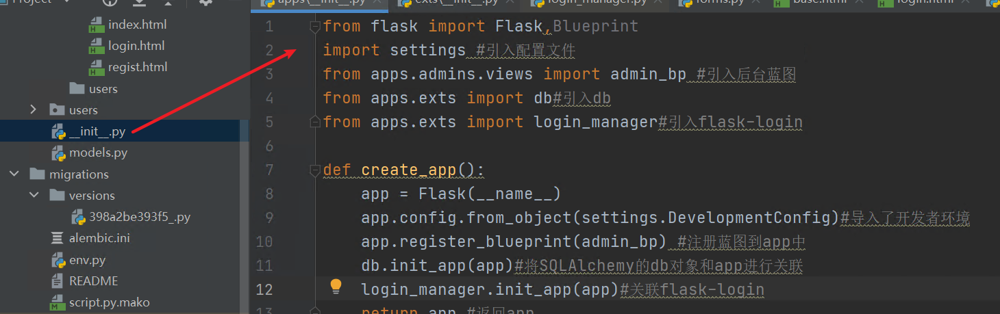 Project
apps\__init__.py
exts\__init__.py
login_manager.py
forms.py
base.html
login.html
index.html
login.html
regist.html
users
users
__init__.py
models.py
migrations
versions
398a2be393f5_.py
alembic.ini
env.py
README
script.py.mako
1 from flask import Flask,Blueprint
2 import settings #引入配置文件
3 from apps.admins.views import admin_bp #引入后台蓝图
4 from apps.exts import db#引入db
5 from apps.exts import login_manager#引入flask-login
6
7 def create_app():
8 app = Flask(__name__)
9 app.config.from_object(settings.DevelopmentConfig)#导入了开发者环境
10 app.register_blueprint(admin_bp) #注册蓝图到app中
11 db.init_app(app)#将SQLAlchemy的db对象和app进行关联
12 login_manager.init_app(app)#关联flask-login
13 return app #返回app